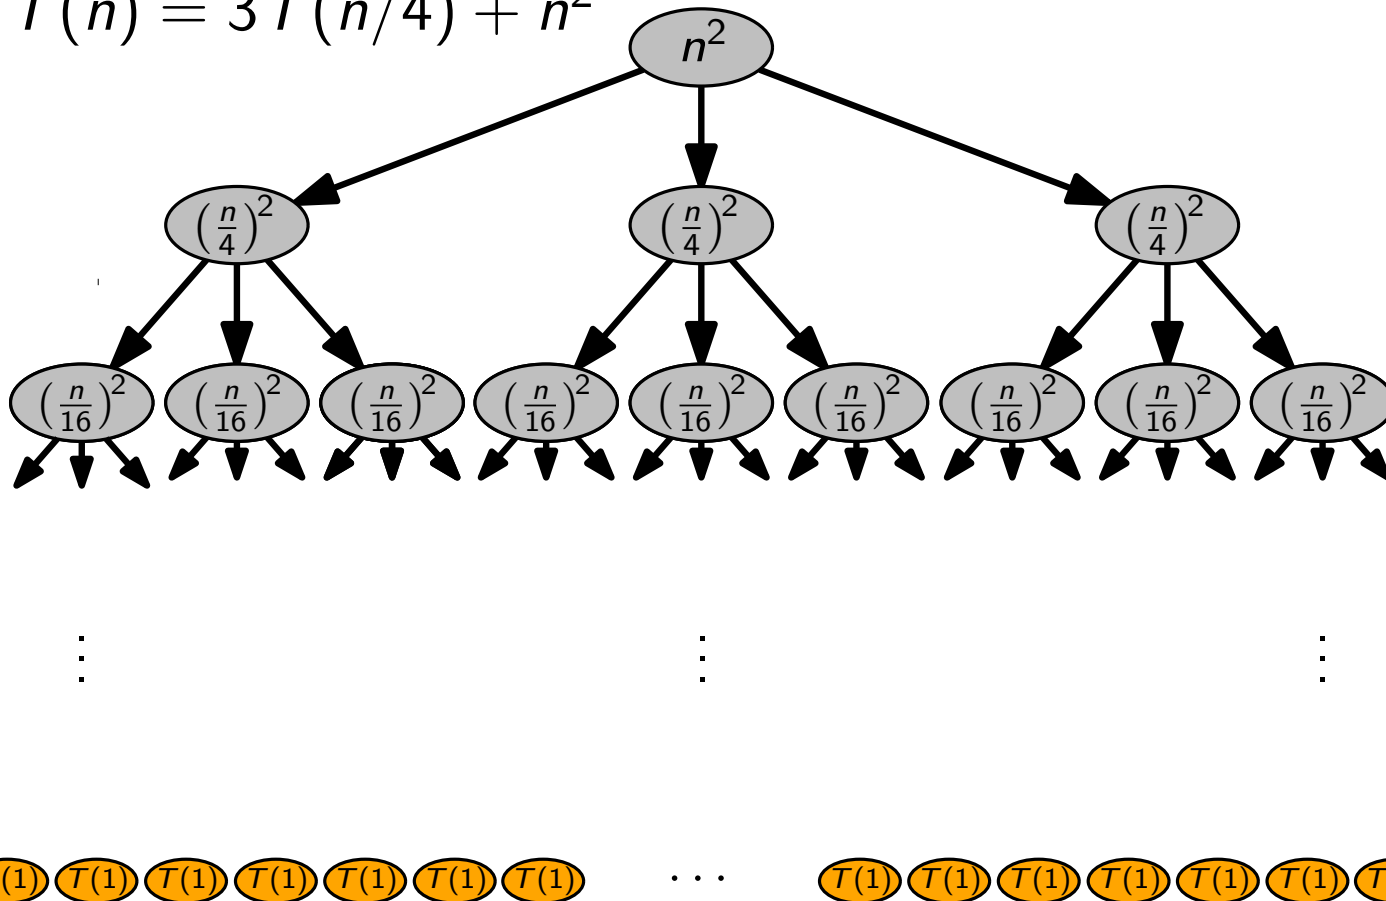 T(n) = 3T(n/4) + n²
n²
(n/4)² (n/4)² (n/4)²
(n/16)² (n/16)² (n/16)² (n/16)² (n/16)² (n/16)² (n/16)² (n/16)² (n/16)²
⋮ ⋮ ⋮
(1) T(1) T(1) T(1) T(1) T(1) T(1) ··· T(1) T(1) T(1) T(1) T(1) T(1) T